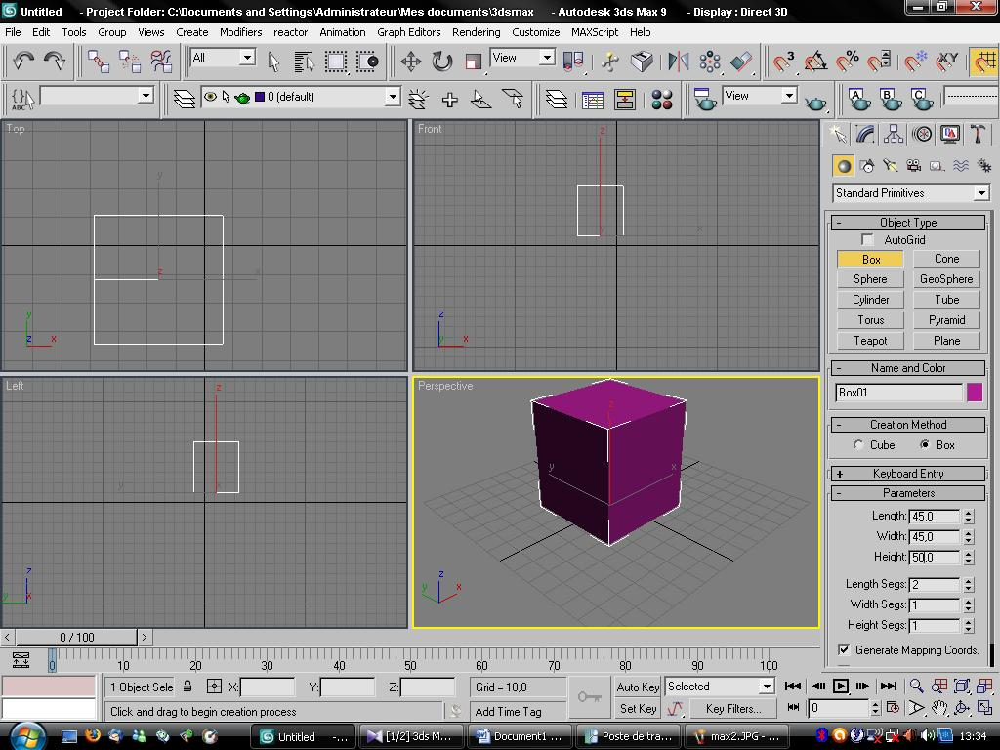 Untitled - Project Folder: C:\Documents and Settings\Administrateur\Mes documents\3dsmax - Autodesk 3ds Max 9 - Display : Direct 3D
File Edit Tools Group Views Create Modifiers reactor Animation Graph Editors Rendering Customize MAXScript Help
All View 3 % XY
ABC 0 (default) View A B C
Top Front
z
y
x
z
y x
z x
y
z x
y
Standard Primitives
Object Type
AutoGrid
Box Cone
Sphere GeoSphere
Cylinder Tube
Torus Pyramid
Teapot Plane
Left Perspective
z
y x
z
y x
z
y x
z
y x
Name and Color
Box01
Creation Method
Cube Box
Keyboard Entry
Parameters
Length: 45,0
Width: 45,0
Height: 50,0
Length Segs: 2
Width Segs: 1
Height Segs: 1
Generate Mapping Coords.
< 0 / 100 >
0 10 20 30 40 50 60 70 80 90 100
1 Object Sele X: Y: Z: Grid = 10,0 Auto Key Selected
Click and drag to begin creation process Add Time Tag Set Key Key Filters... 0
Untitled -... [1/2] 3ds M... Document1 ... Poste de tra... max2.JPG - ... 13:34